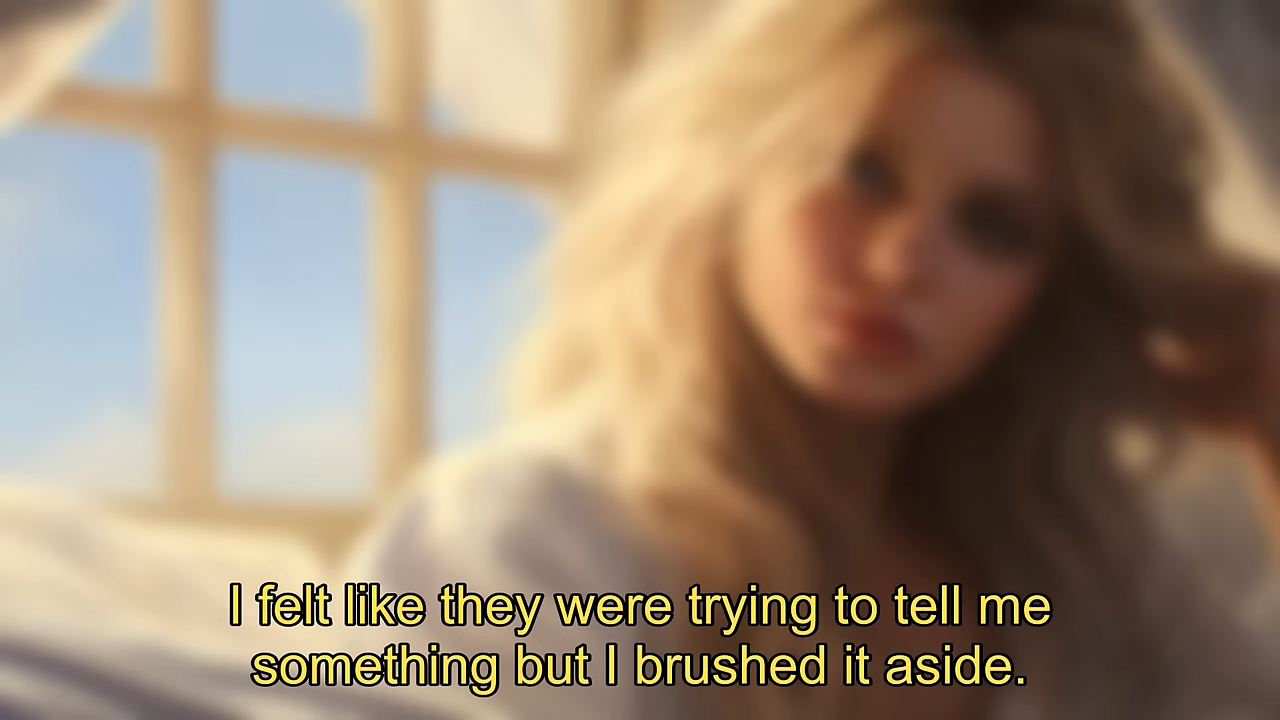 I felt like they were trying to tell me
something but I brushed it aside.